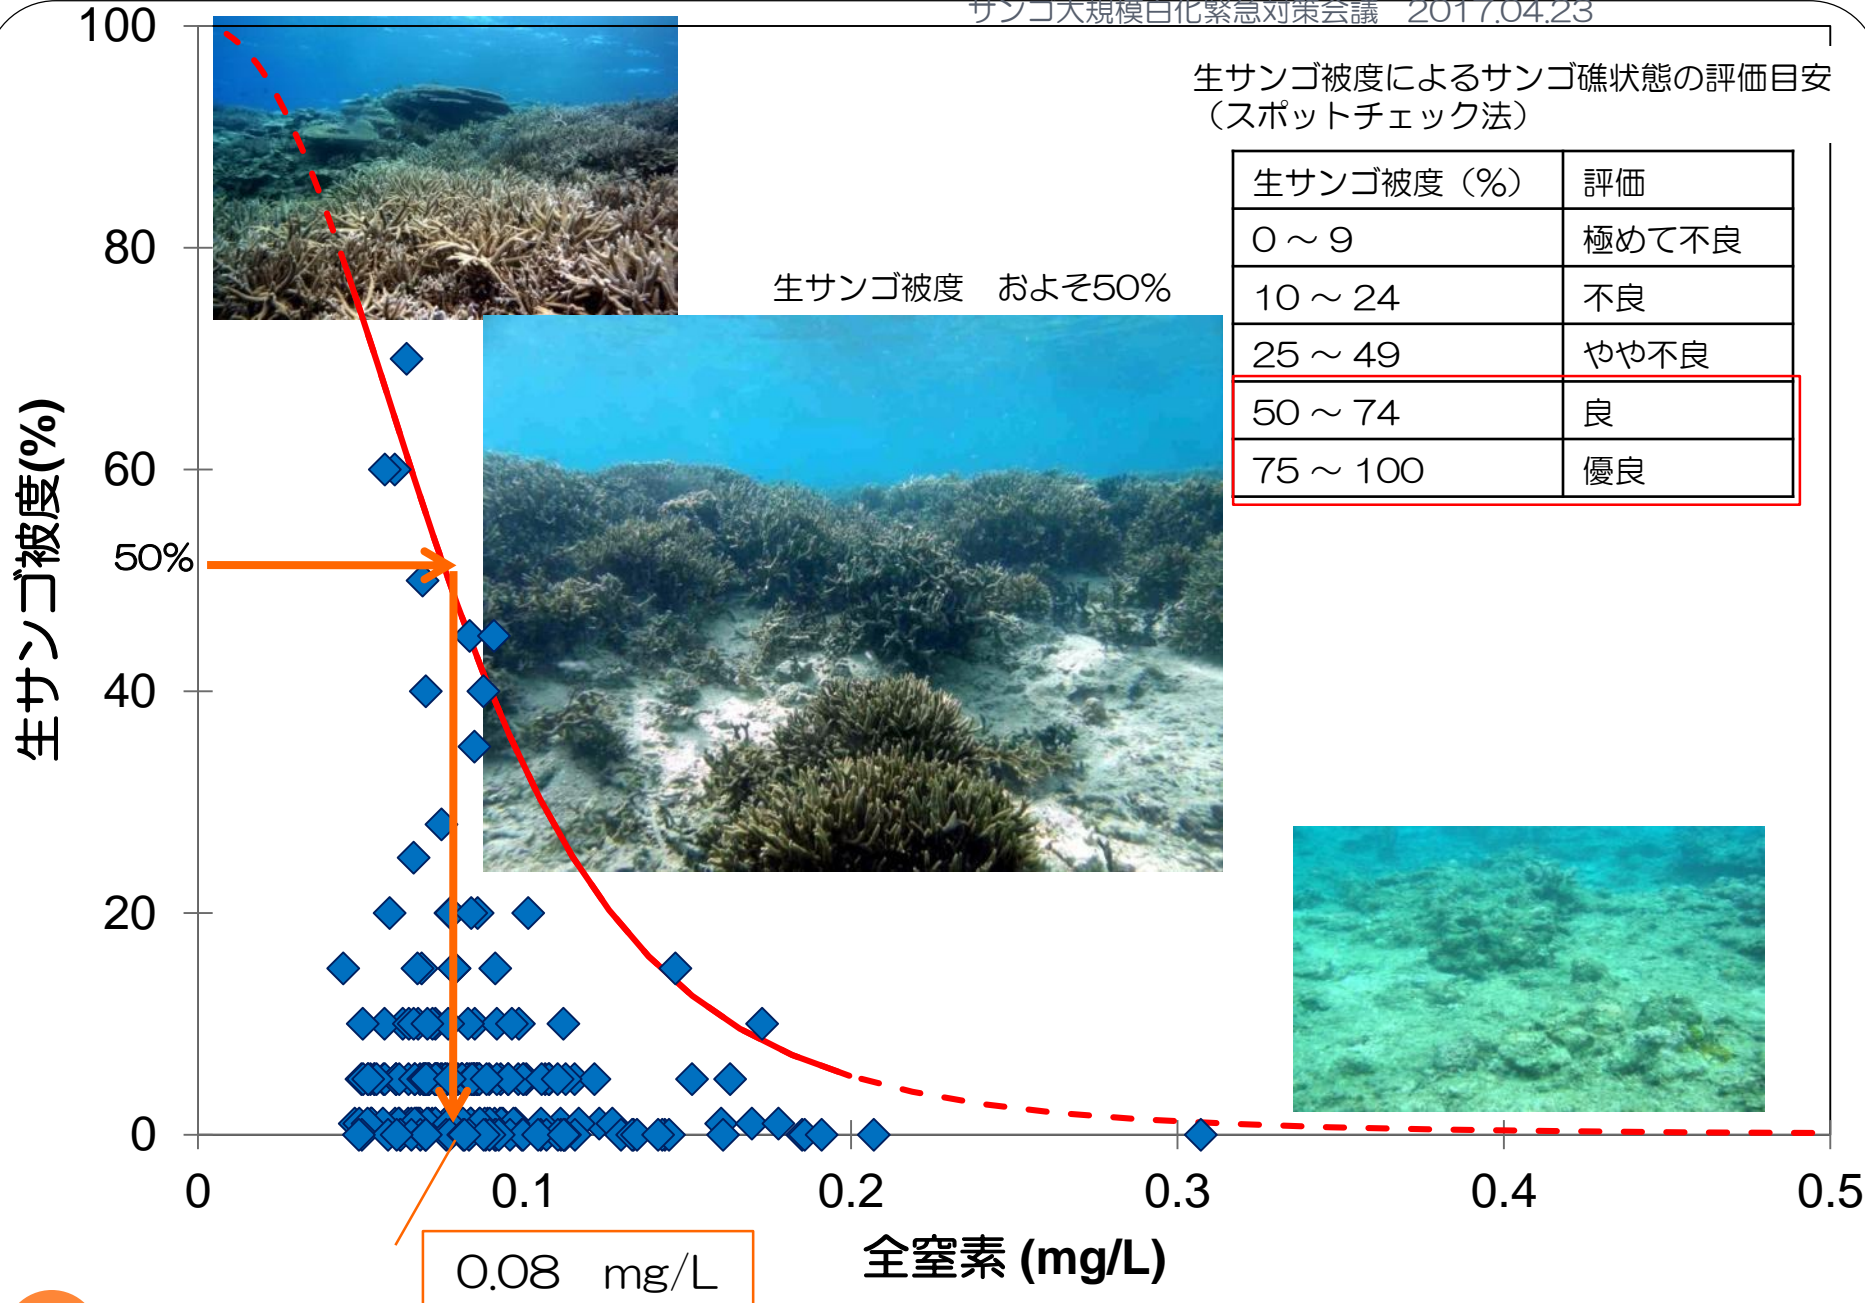 サンゴ大規模白化緊急対策会議　2017.04.23
生サンゴ被度によるサンゴ礁状態の評価目安
（スポットチェック法）
生サンゴ被度（%） 評価
0 ～ 9 極めて不良
10 ～ 24 不良
25 ～ 49 やや不良
50 ～ 74 良
75 ～ 100 優良
生サンゴ被度　およそ50%
生サンゴ被度(%)
100
80
60
50%
40
20
0
0 0.1 0.2 0.3 0.4 0.5
全窒素 (mg/L)
0.08　mg/L